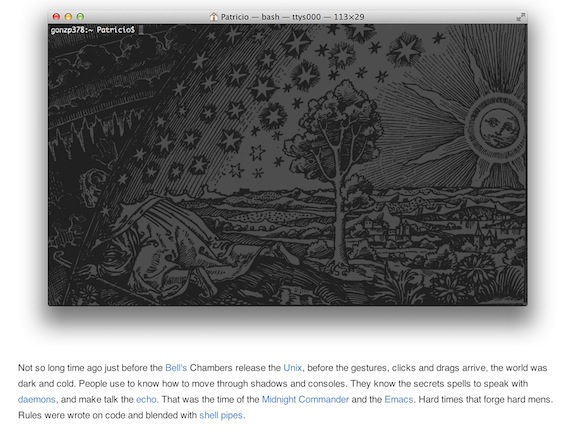 Patricio — bash — ttys000 — 113×29
gonzp378:~ Patricio$
Not so long time ago just before the Bell's Chambers release the Unix, before the gestures, clicks and drags arrive, the world was
dark and cold. People use to know how to move through shadows and consoles. They know the secrets spells to speak with
daemons, and make talk the echo. That was the time of the Midnight Commander and the Emacs. Hard times that forge hard mens.
Rules were wrote on code and blended with shell pipes.